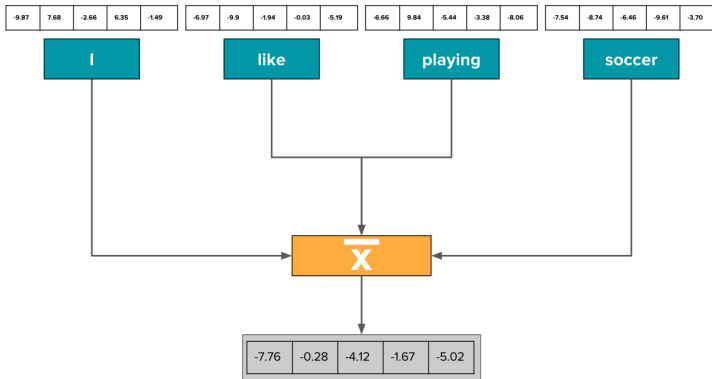 -9.87 7.68 -2.66 6.35 -1.49 -6.97 -9.9 -1.94 -0.03 -5.19 -6.66 9.84 -5.44 -3.38 -8.06 -7.54 -8.74 -6.46 -9.61 -3.70
I like playing soccer
x̅
-7.76 -0.28 -4.12 -1.67 -5.02